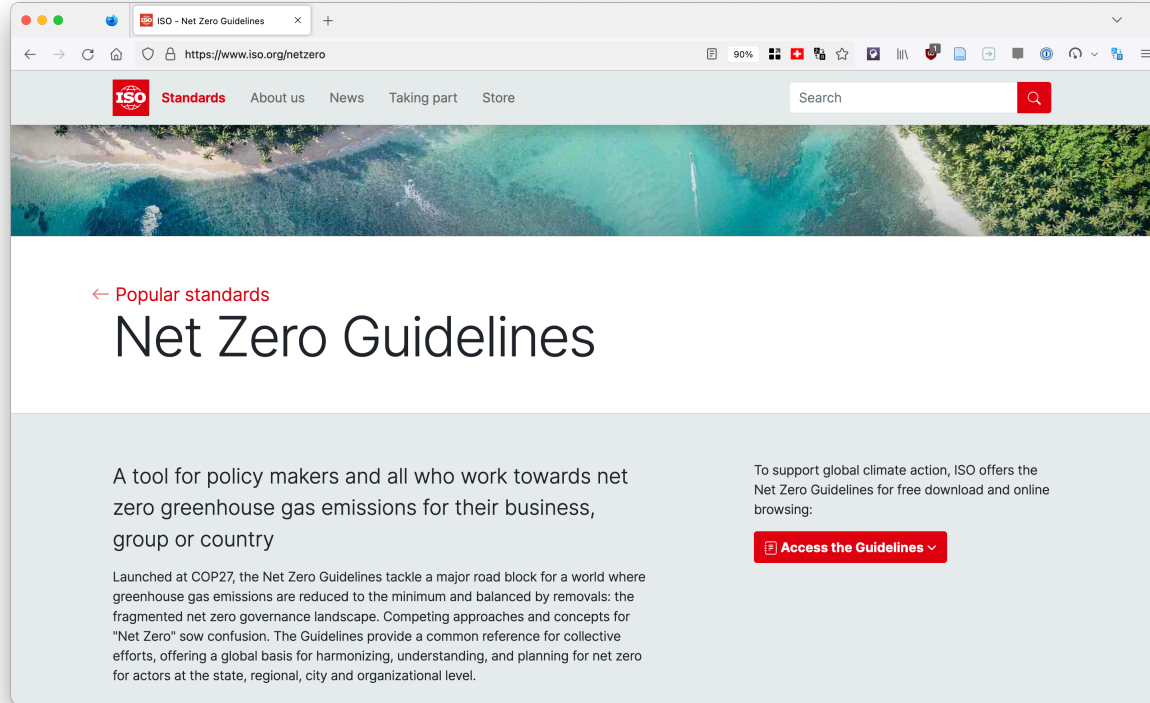 ISO - Net Zero Guidelines
https://www.iso.org/netzero
90%
1
ISO
Standards About us News Taking part Store
Search
Popular standards
Net Zero Guidelines
A tool for policy makers and all who work towards net
zero greenhouse gas emissions for their business,
group or country
Launched at COP27, the Net Zero Guidelines tackle a major road block for a world where
greenhouse gas emissions are reduced to the minimum and balanced by removals: the
fragmented net zero governance landscape. Competing approaches and concepts for
"Net Zero" sow confusion. The Guidelines provide a common reference for collective
efforts, offering a global basis for harmonizing, understanding, and planning for net zero
for actors at the state, regional, city and organizational level.
To support global climate action, ISO offers the
Net Zero Guidelines for free download and online
browsing:
Access the Guidelines